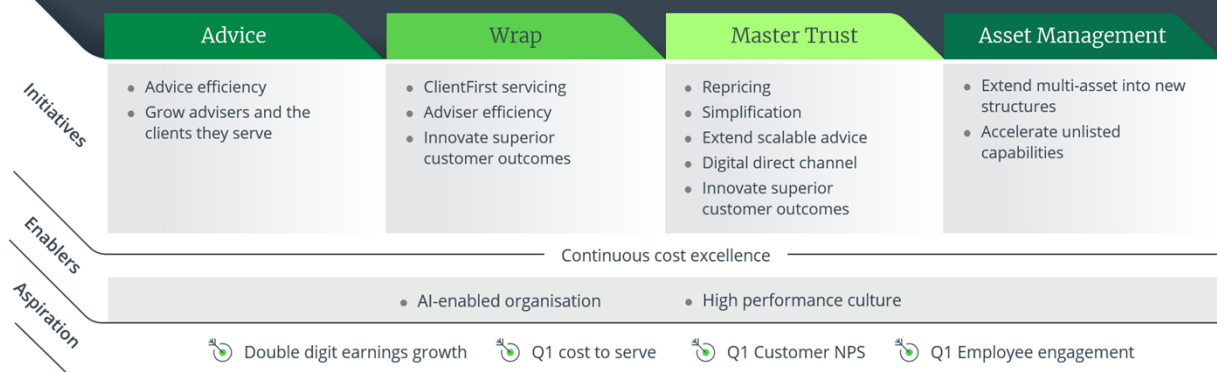 Advice
Wrap
Master Trust
Asset Management
Initiatives
• Advice efficiency
• Grow advisers and the
clients they serve
• ClientFirst servicing
• Adviser efficiency
• Innovate superior
customer outcomes
• Repricing
• Simplification
• Extend scalable advice
• Digital direct channel
• Innovate superior
customer outcomes
• Extend multi-asset into new
structures
• Accelerate unlisted
capabilities
Enablers
Continuous cost excellence
• AI-enabled organisation
• High performance culture
Aspiration
Double digit earnings growth
Q1 cost to serve
Q1 Customer NPS
Q1 Employee engagement